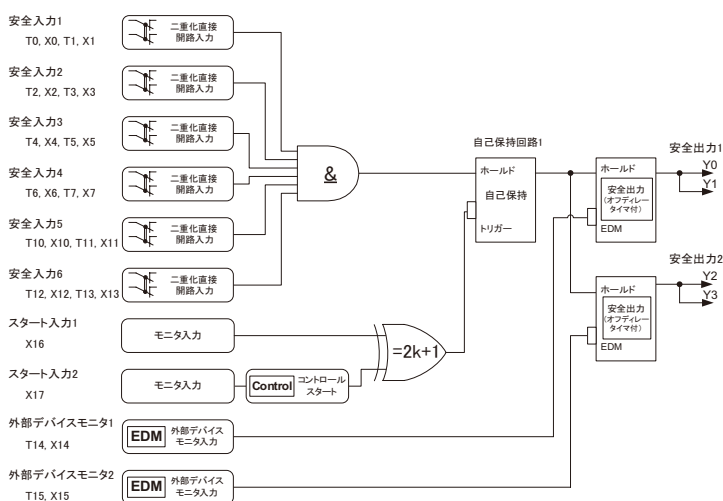 安全入力1
T0, X0, T1, X1
二重化直接
開路入力
安全入力2
T2, X2, T3, X3
二重化直接
開路入力
安全入力3
T4, X4, T5, X5
二重化直接
開路入力
安全入力4
T6, X6, T7, X7
二重化直接
開路入力
安全入力5
T10, X10, T11, X11
二重化直接
開路入力
安全入力6
T12, X12, T13, X13
二重化直接
開路入力
スタート入力1
X16
モニタ入力
スタート入力2
X17
モニタ入力
Control
コントロール
スタート
外部デバイスモニタ1
T14, X14
EDM
外部デバイス
モニタ入力
外部デバイスモニタ2
T15, X15
EDM
外部デバイス
モニタ入力
&
=2k+1
自己保持回路1
ホールド
自己保持
トリガー
安全出力1
ホールド
安全出力
(オフディレー
タイマ付)
EDM
Y0
Y1
安全出力2
ホールド
安全出力
(オフディレー
タイマ付)
EDM
Y2
Y3